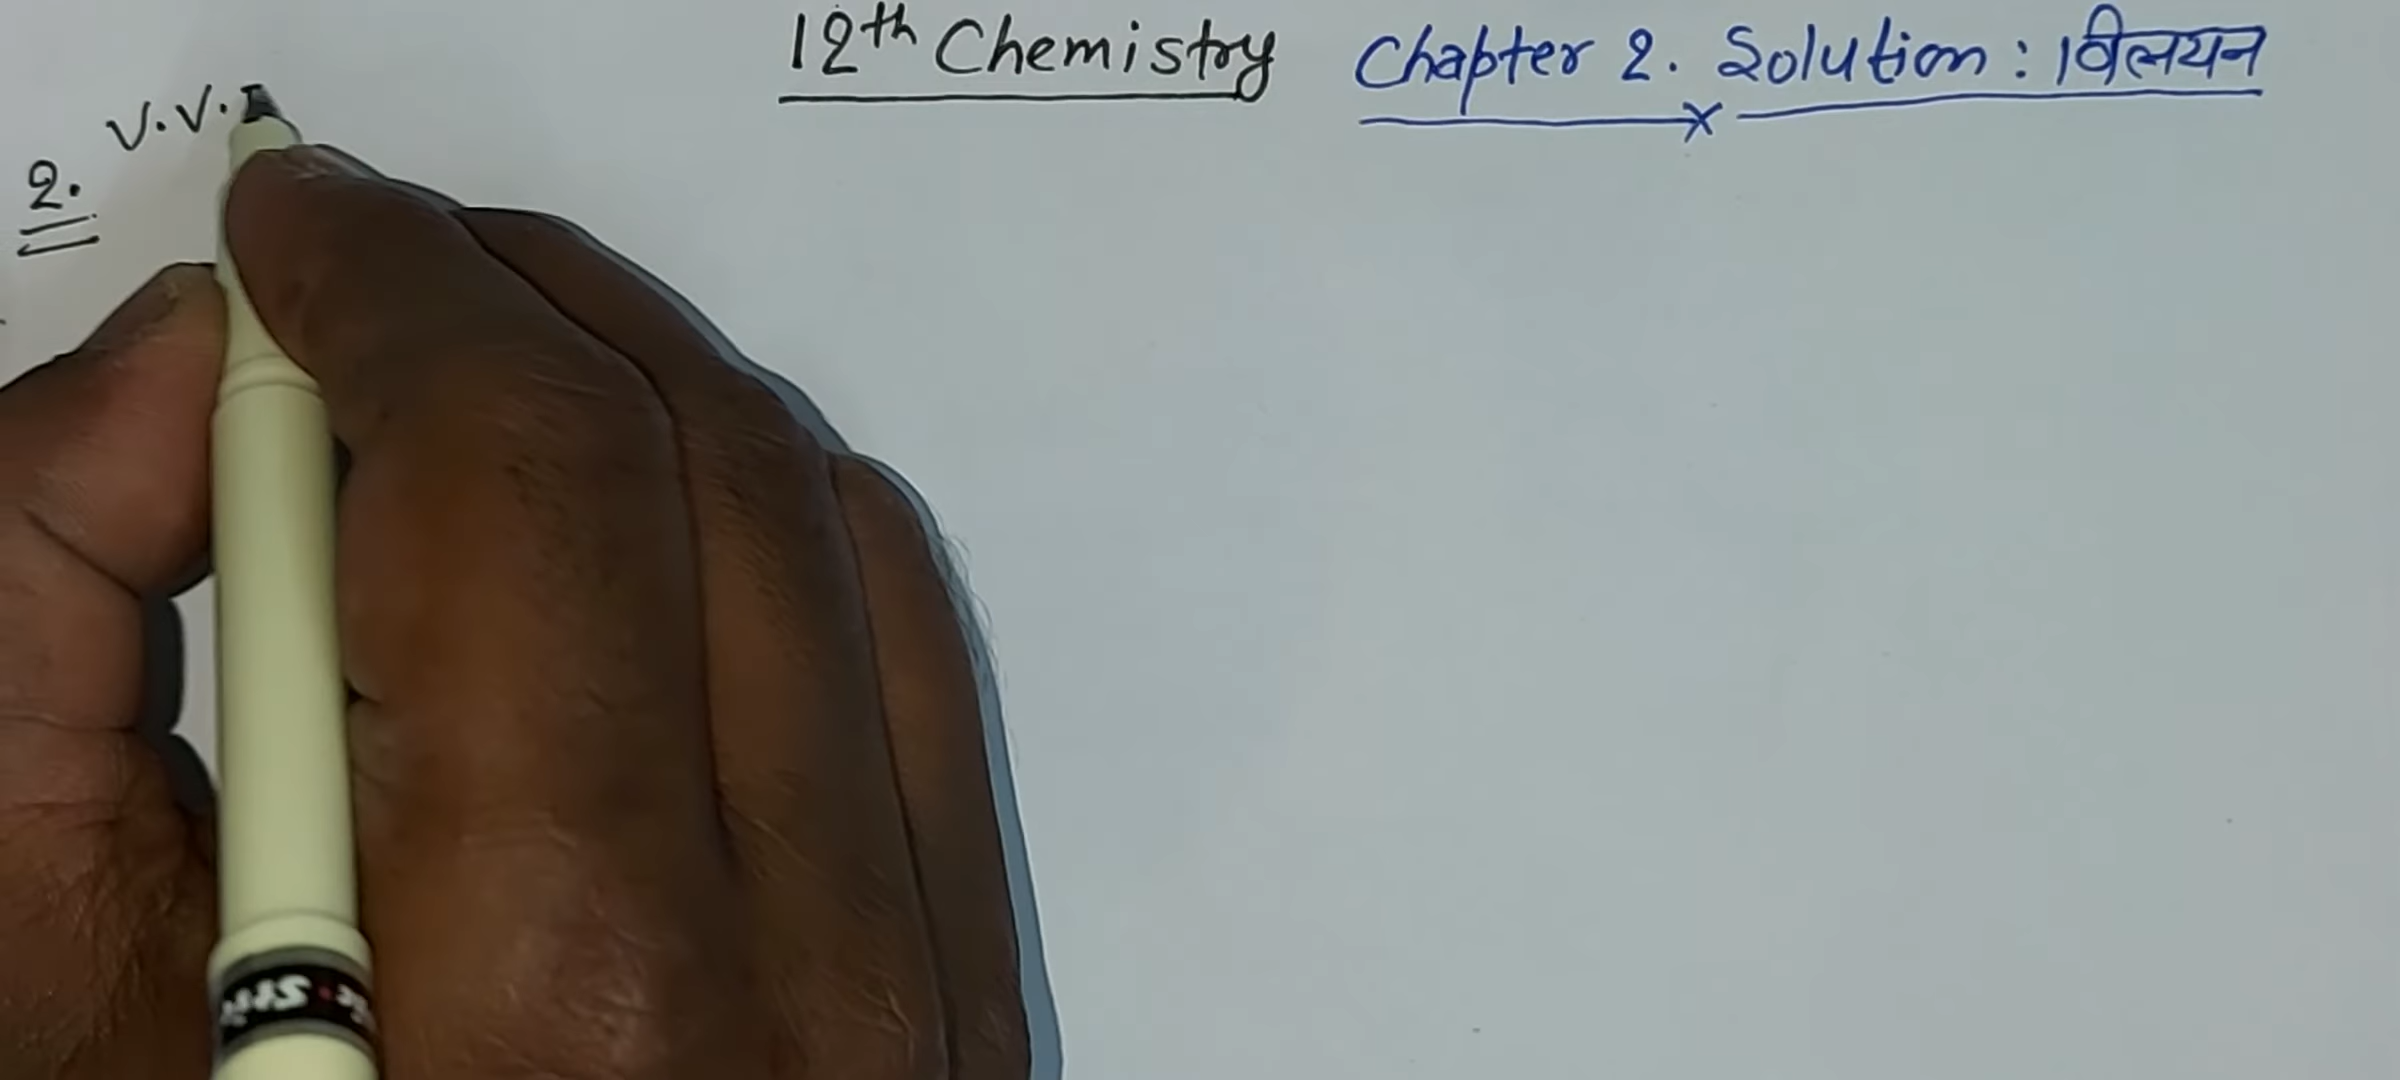 12th Chemistry Chapter 2. Solution : विलयन
V.V.I
2.